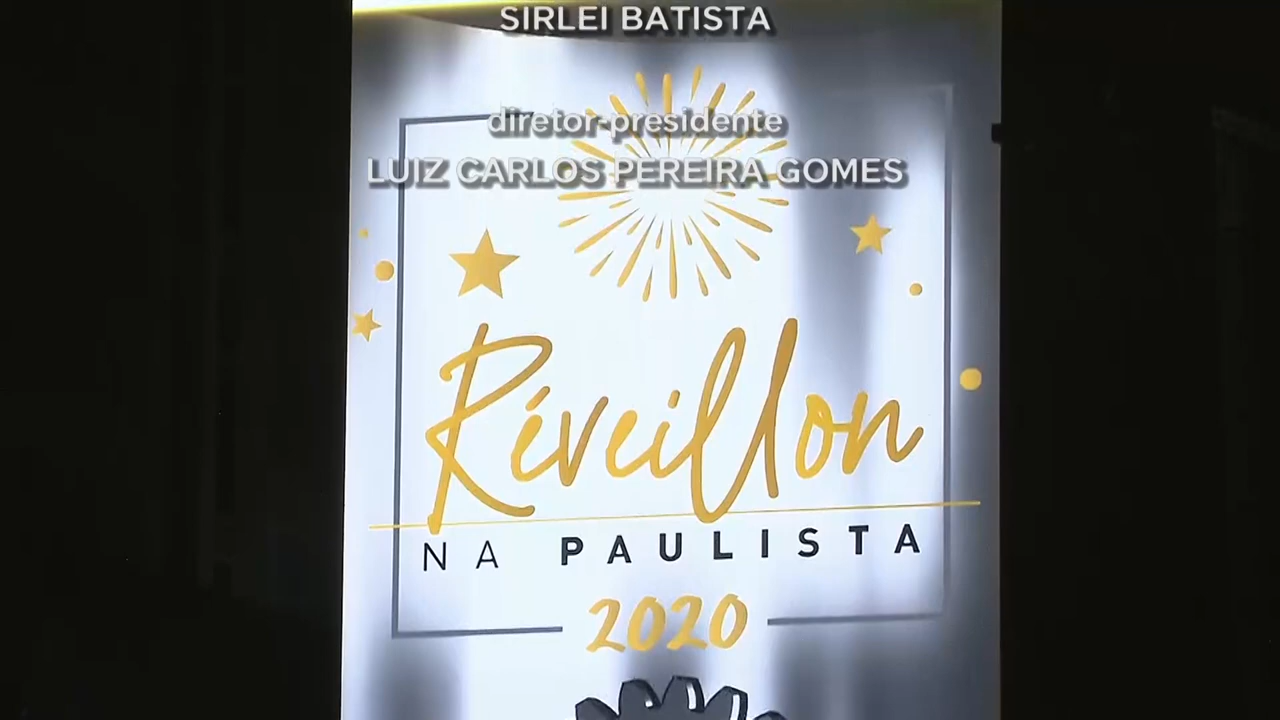 SIRLEI BATISTA
diretor-presidente
LUIZ CARLOS PEREIRA GOMES
Réveillon
NA PAULISTA
2020